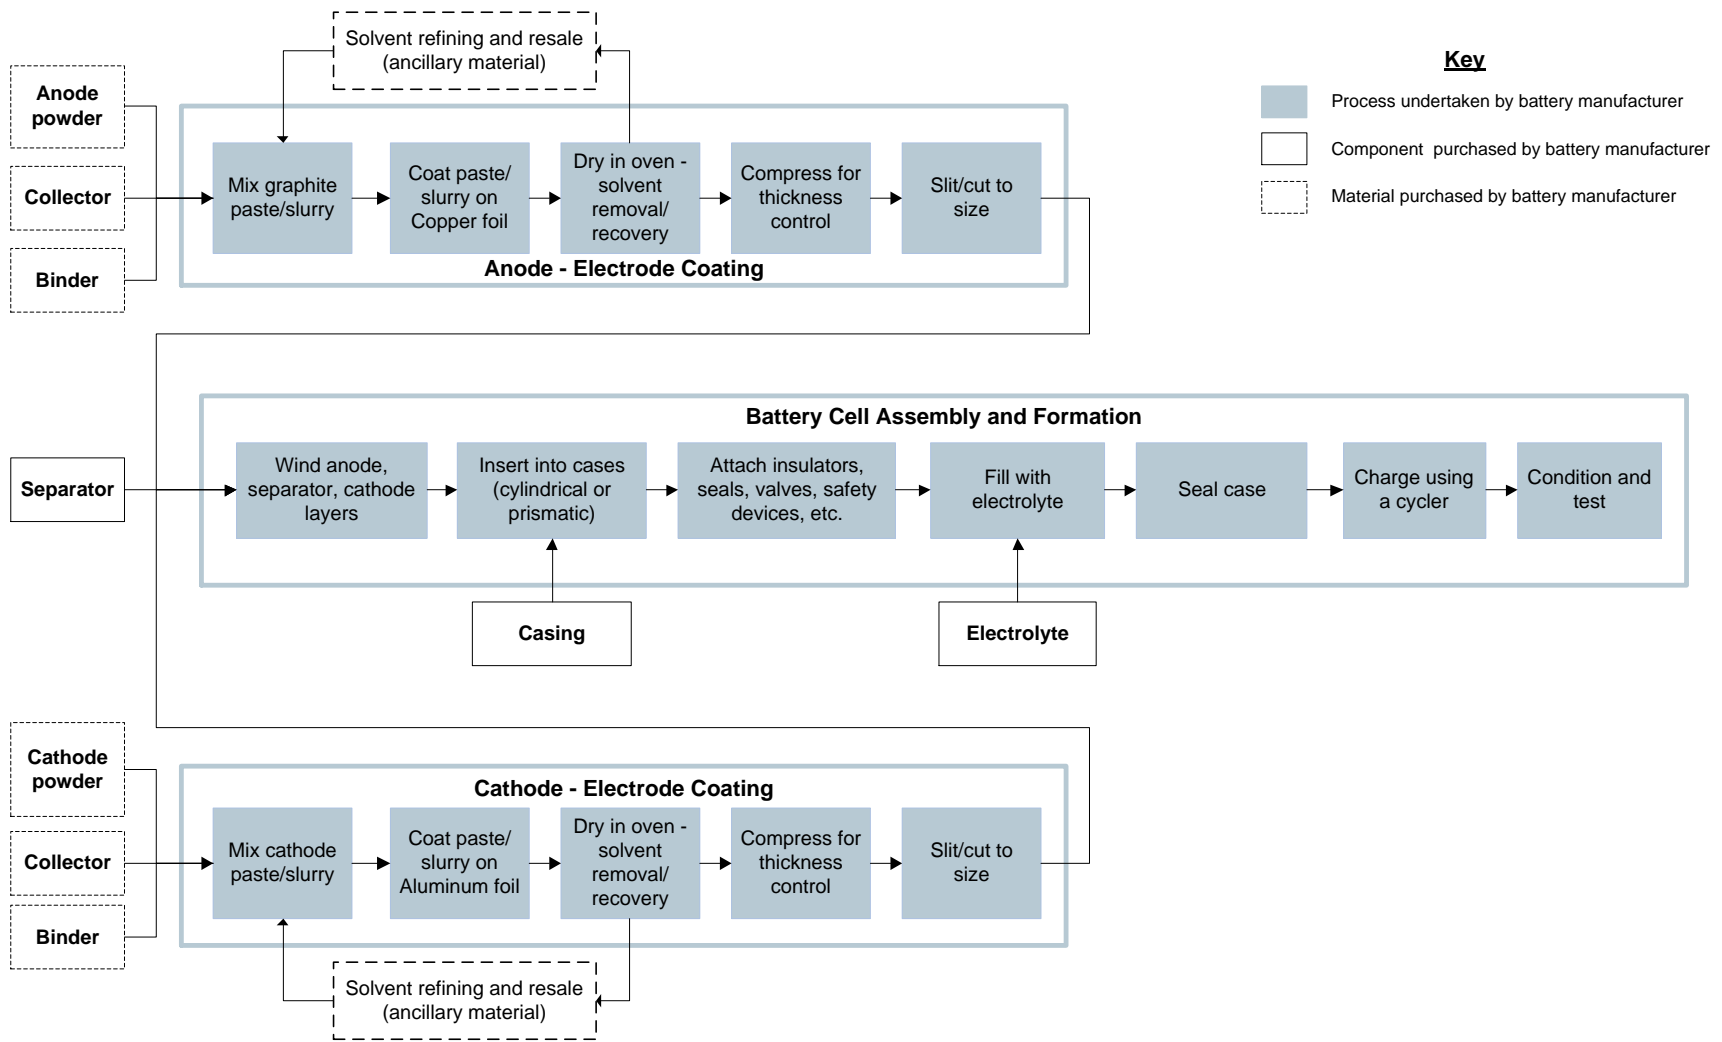 Solvent refining and resale
(ancillary material)
Key
Process undertaken by battery manufacturer
Component purchased by battery manufacturer
Material purchased by battery manufacturer
Anode
powder
Collector
Binder
Mix graphite
paste/slurry
Coat paste/
slurry on
Copper foil
Dry in oven -
solvent
removal/
recovery
Compress for
thickness
control
Slit/cut to
size
Anode - Electrode Coating
Battery Cell Assembly and Formation
Separator
Wind anode,
separator, cathode
layers
Insert into cases
(cylindrical or
prismatic)
Attach insulators,
seals, valves, safety
devices, etc.
Fill with
electrolyte
Seal case
Charge using
a cycler
Condition and
test
Casing
Electrolyte
Cathode
powder
Collector
Binder
Cathode - Electrode Coating
Mix cathode
paste/slurry
Coat paste/
slurry on
Aluminum foil
Dry in oven -
solvent
removal/
recovery
Compress for
thickness
control
Slit/cut to
size
Solvent refining and resale
(ancillary material)